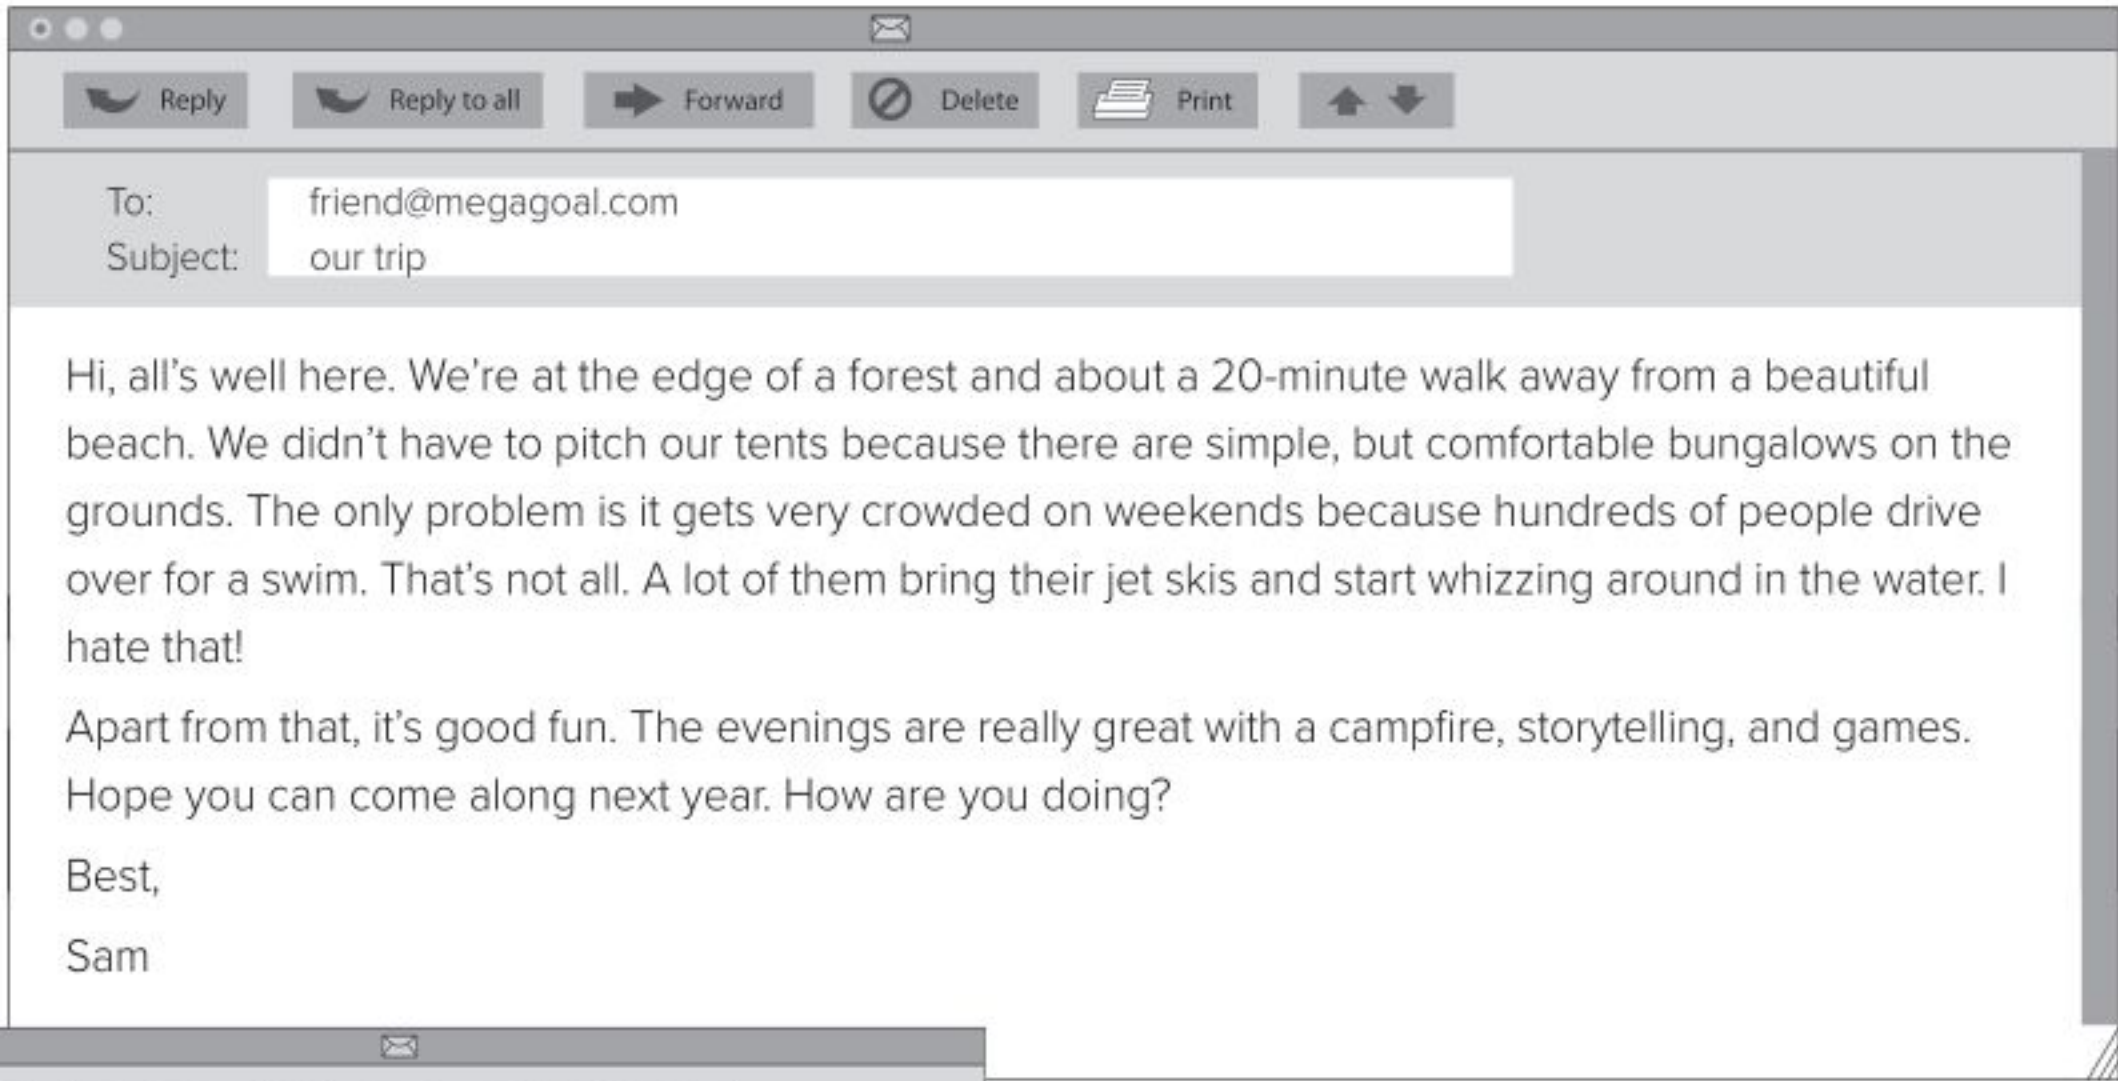 Reply Reply to all Forward Delete Print
To: friend@megagoal.com
Subject: our trip
Hi, all's well here. We're at the edge of a forest and about a 20-minute walk away from a beautiful
beach. We didn't have to pitch our tents because there are simple, but comfortable bungalows on the
grounds. The only problem is it gets very crowded on weekends because hundreds of people drive
over for a swim. That's not all. A lot of them bring their jet skis and start whizzing around in the water. I
hate that!
Apart from that, it's good fun. The evenings are really great with a campfire, storytelling, and games.
Hope you can come along next year. How are you doing?
Best,
Sam